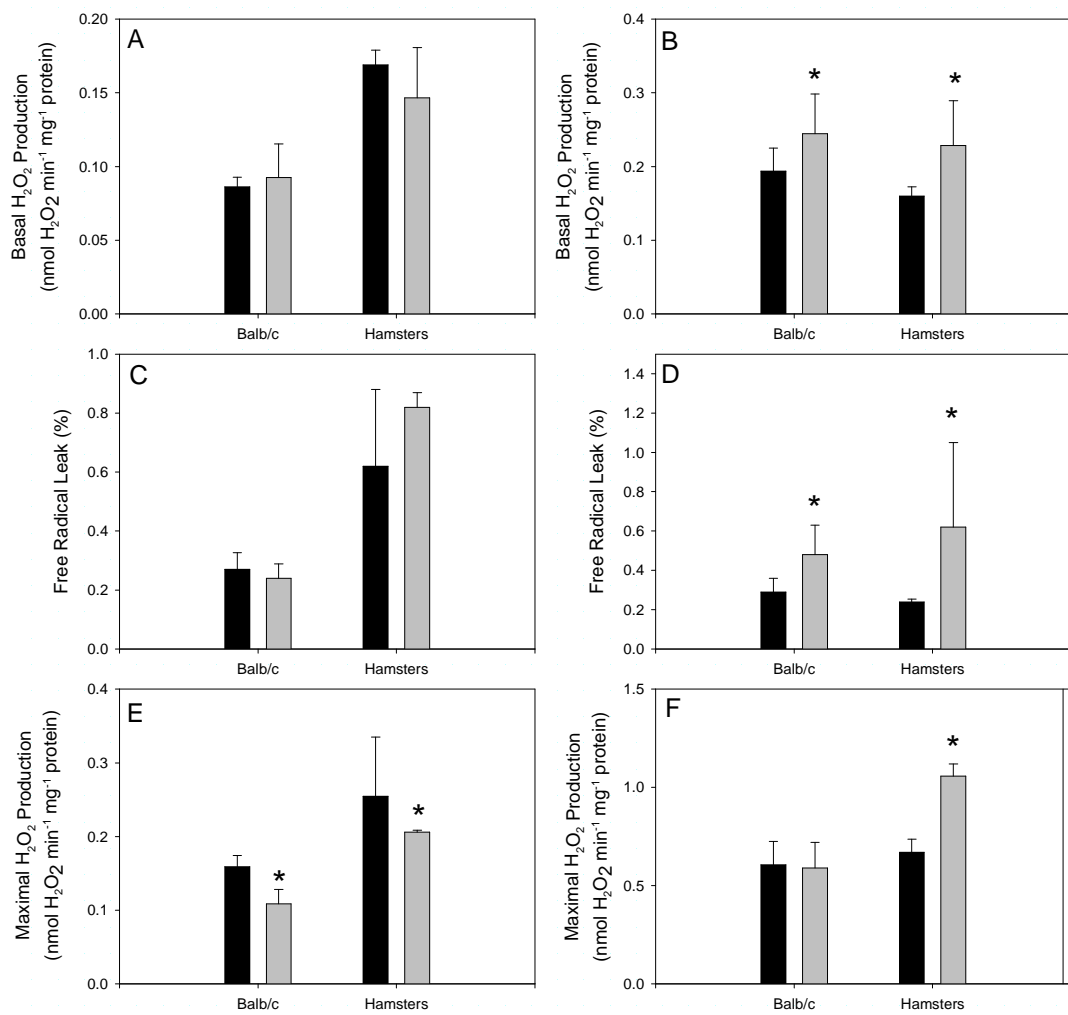 A
Basal H₂O₂ Production
(nmol H₂O₂ min⁻¹ mg⁻¹ protein)
0.20
0.15
0.10
0.05
0.00
Balb/c Hamsters
B
Basal H₂O₂ Production
(nmol H₂O₂ min⁻¹ mg⁻¹ protein)
0.4
0.3
0.2
0.1
0.0
* *
Balb/c Hamsters
C
Free Radical Leak (%)
1.0
0.8
0.6
0.4
0.2
0.0
Balb/c Hamsters
D
Free Radical Leak (%)
1.4
1.2
1.0
0.8
0.6
0.4
0.2
0.0
* *
Balb/c Hamsters
E
Maximal H₂O₂ Production
(nmol H₂O₂ min⁻¹ mg⁻¹ protein)
0.4
0.3
0.2
0.1
0.0
* *
Balb/c Hamsters
F
Maximal H₂O₂ Production
(nmol H₂O₂ min⁻¹ mg⁻¹ protein)
1.5
1.0
0.5
0.0
*
Balb/c Hamsters